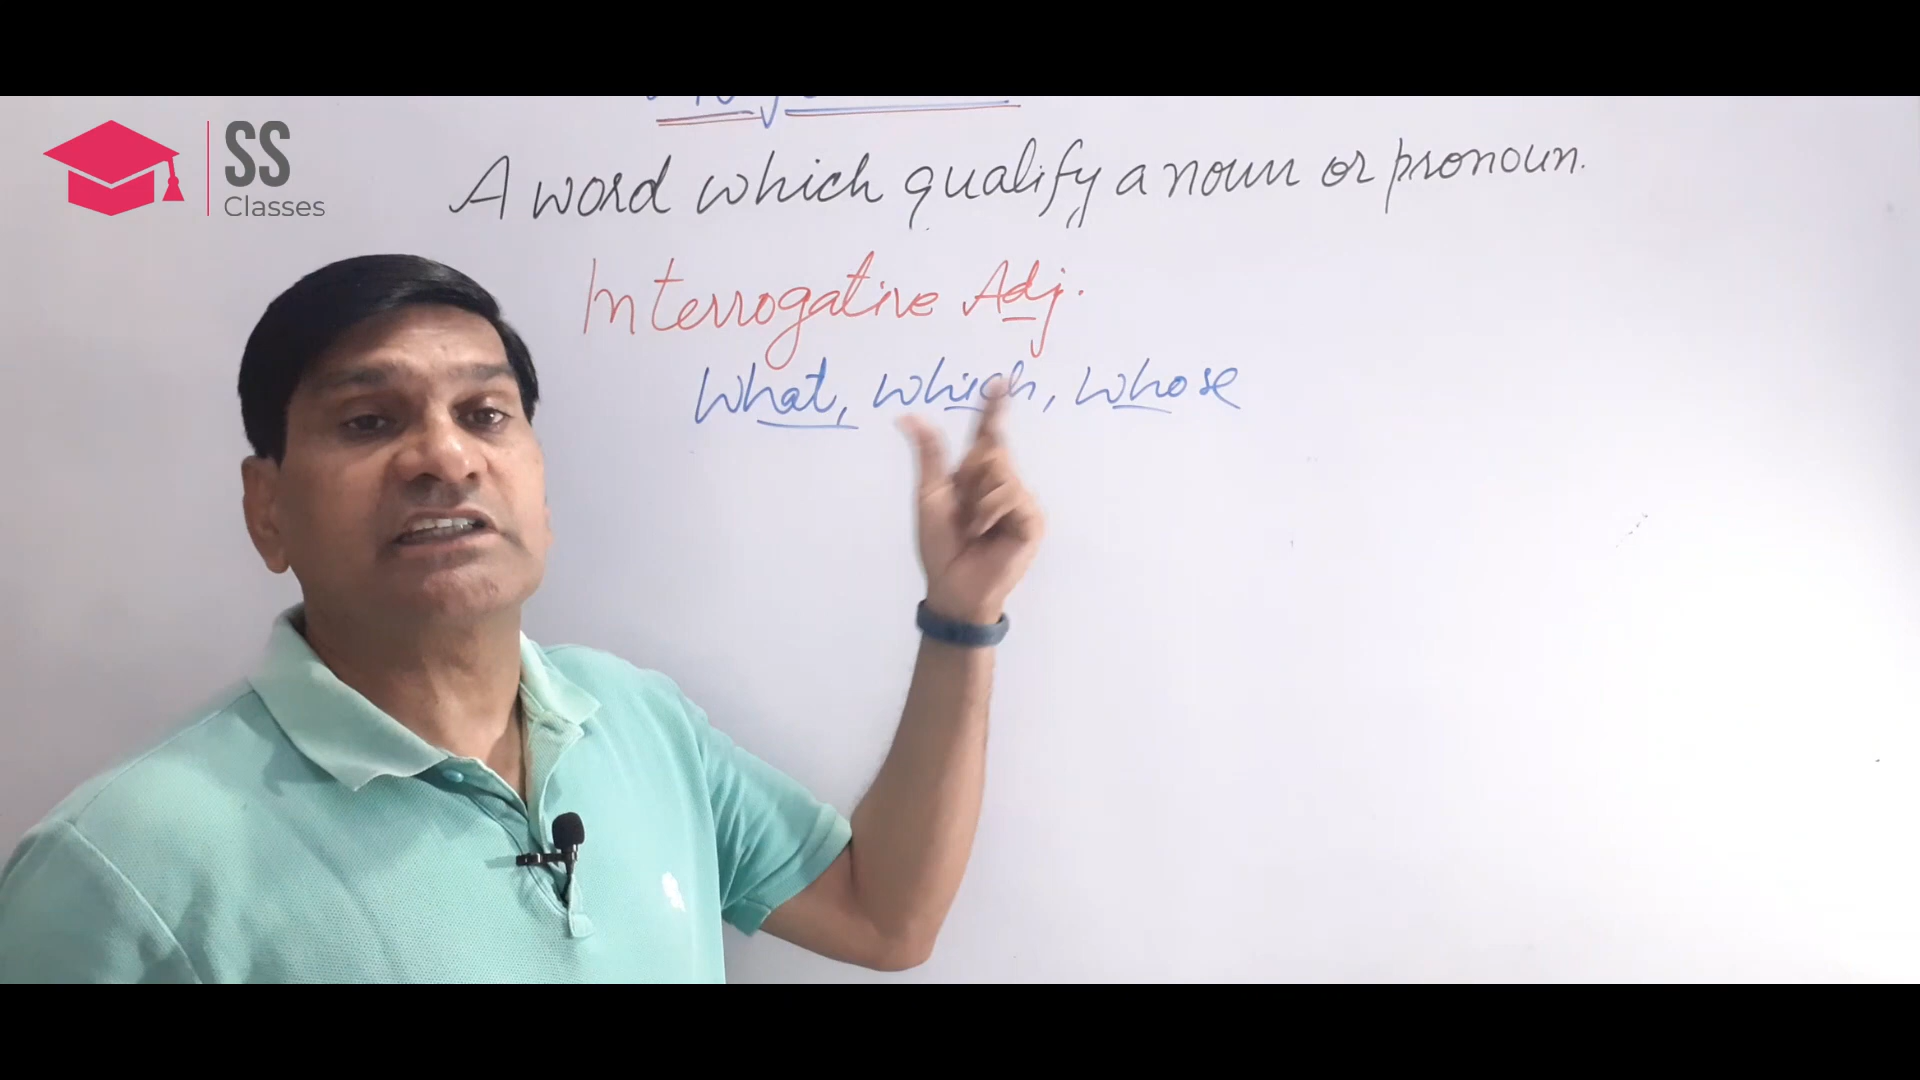 SS
Classes
A word which qualify a noun or pronoun.
Interrogative Adj.
What, which, whose